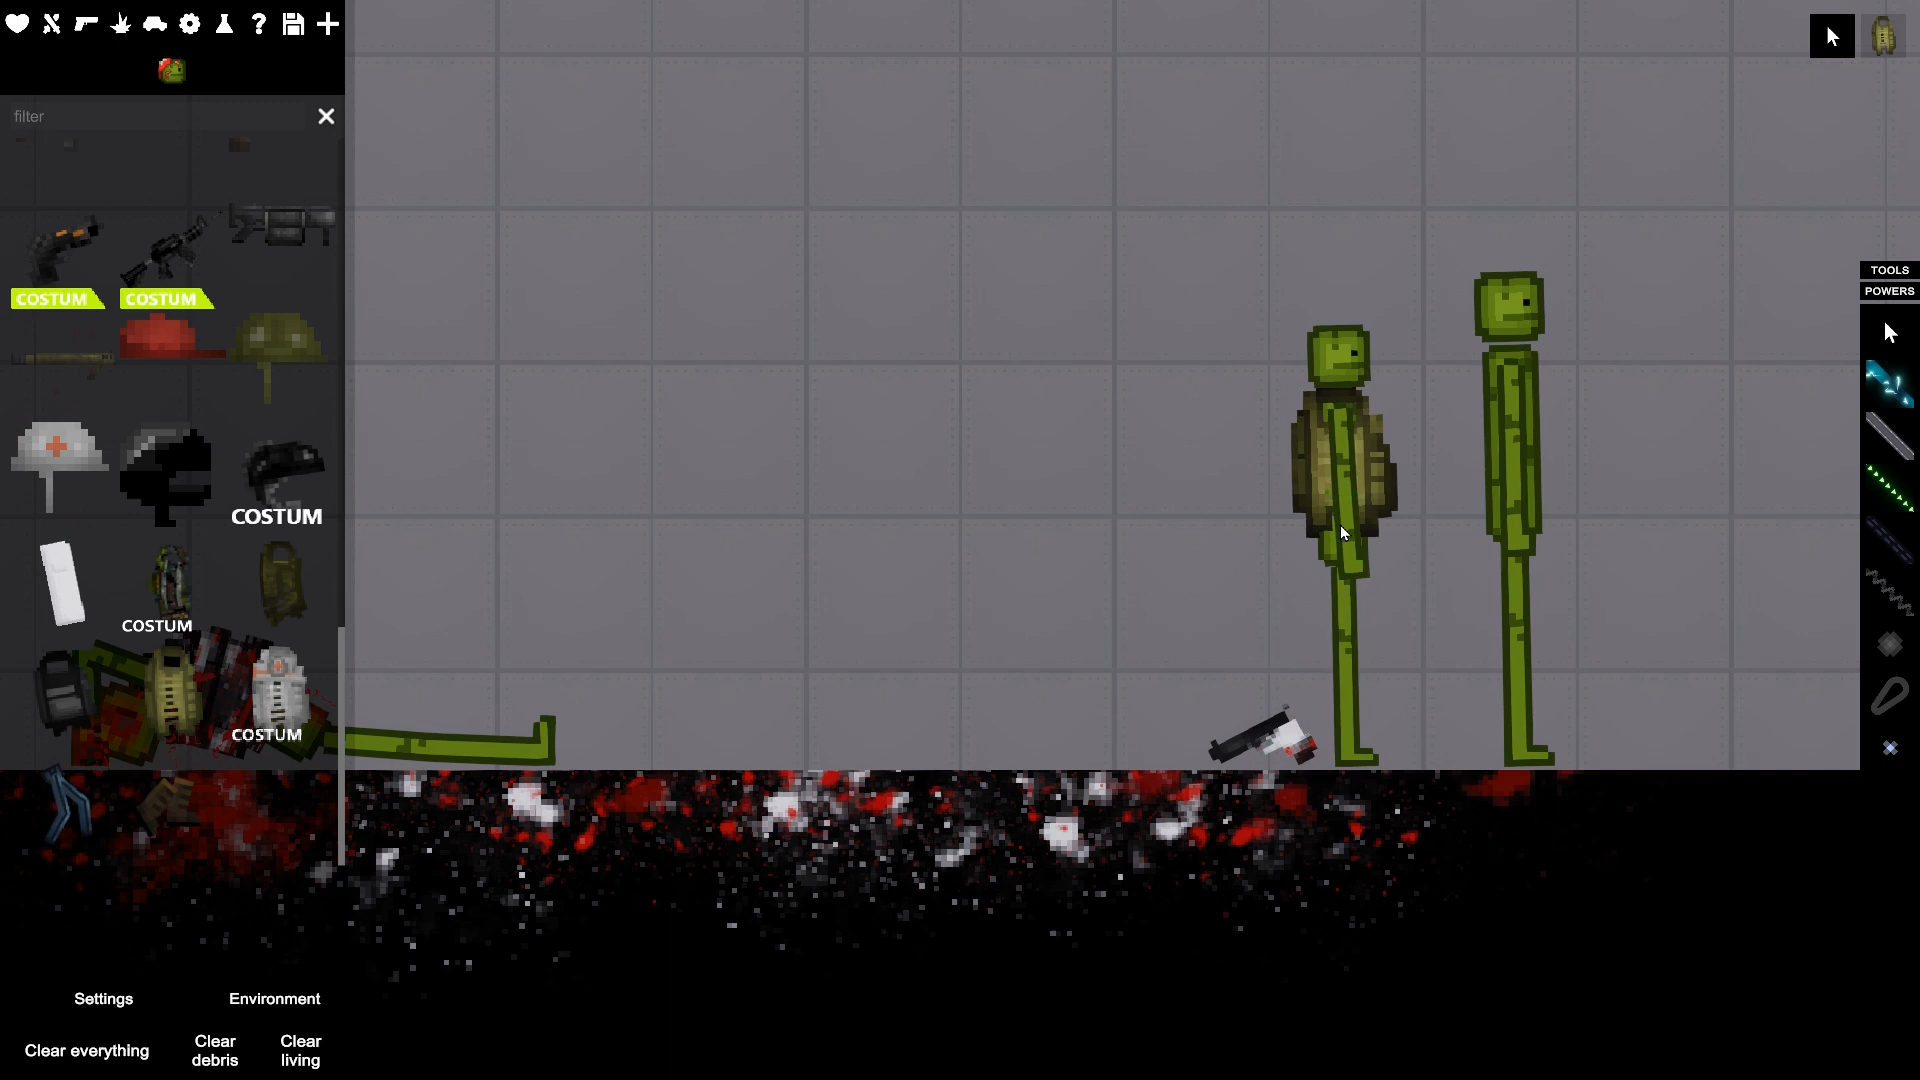 filter
COSTUM COSTUM
COSTUM
COSTUM
COSTUM
TOOLS
POWERS
Settings Environment
Clear everything Clear debris Clear living